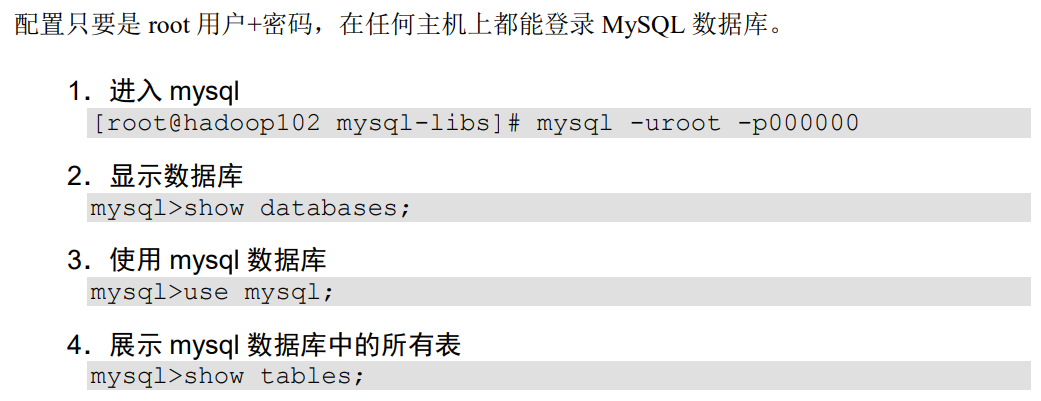 配置只要是 root 用户+密码，在任何主机上都能登录 MySQL 数据库。
1．进入 mysql
[root@hadoop102 mysql-libs]# mysql -uroot -p000000
2．显示数据库
mysql>show databases;
3．使用 mysql 数据库
mysql>use mysql;
4．展示 mysql 数据库中的所有表
mysql>show tables;